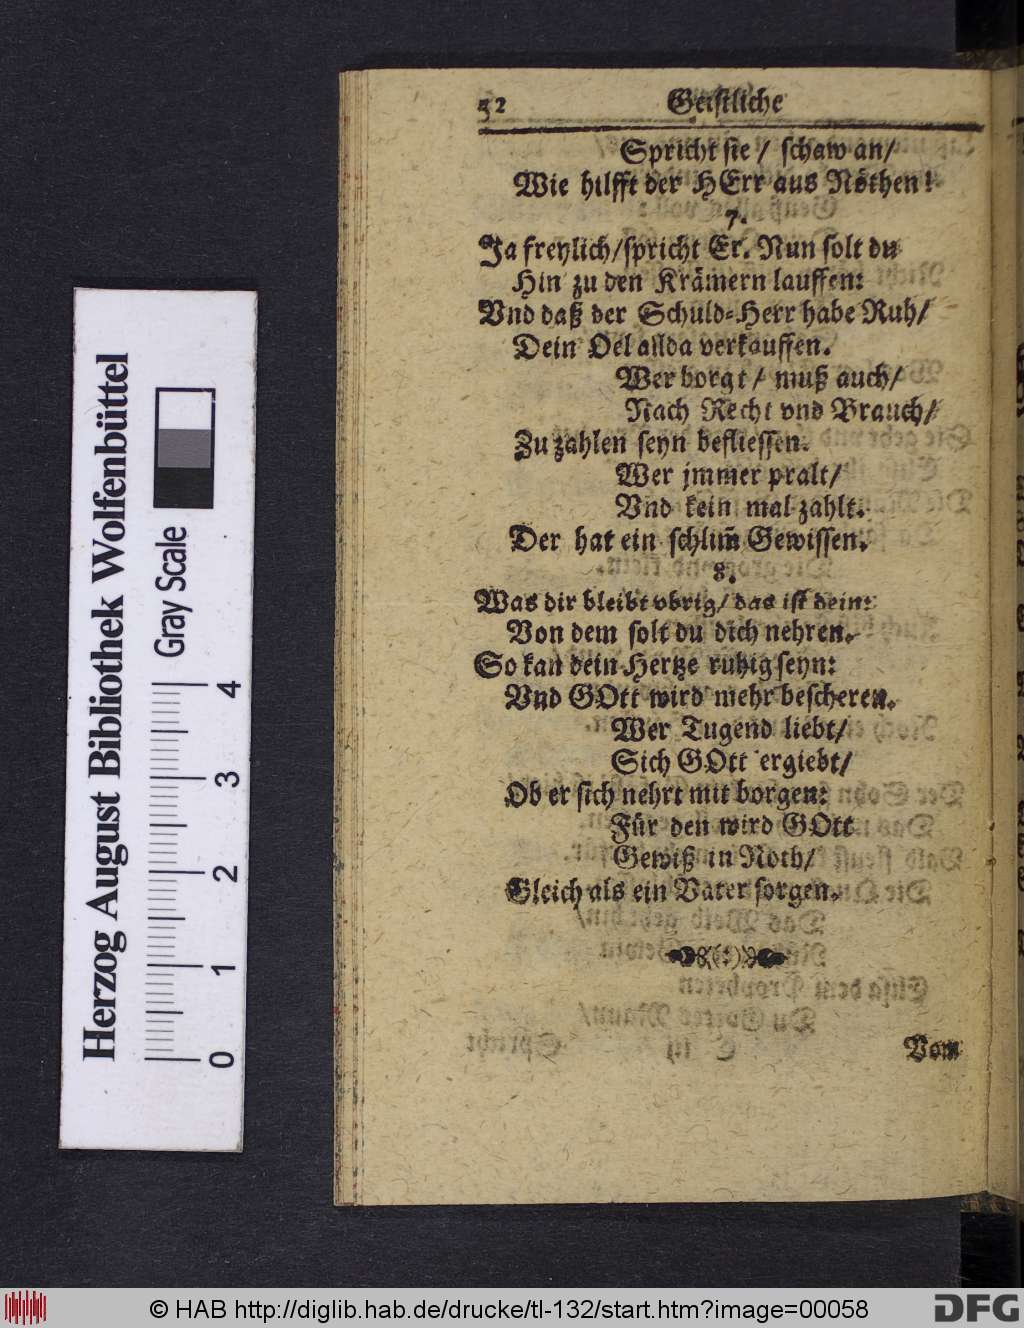 52 Geistliche
Spricht sie / schaw an/
Wie hilfft der HErr aus Nöthen!
7.
Ja freylich/spricht Er. Nun solt du
Hin zu den Krämern lauffen:
Vnd daß der Schuld-Herr habe Ruh/
Dein Oel allda verkauffen.
Wer borgt / muß auch/
Nach Recht vnd Brauch/
Zu zahlen seyn befliessen.
Wer jmmer pralt/
Vnd kein mal zahlt.
Der hat ein schlim̃ Gewissen.
8.
Was dir bleibt vbrig/ das ist dein:
Von dem solt du dich nehren.
So kan dein Hertze ruhig seyn:
Vnd GOtt wird mehr bescheren.
Wer Tugend liebt/
Sich GOtt ergiebt/
Ob er sich nehrt mit borgen:
Für den wird GOtt
Gewiß in Noth/
Gleich als ein Vater sorgen.
Vom
Herzog August Bibliothek Wolfenbüttel
Gray Scale
0 1 2 3 4
© HAB http://diglib.hab.de/drucke/tl-132/start.htm?image=00058
DFG